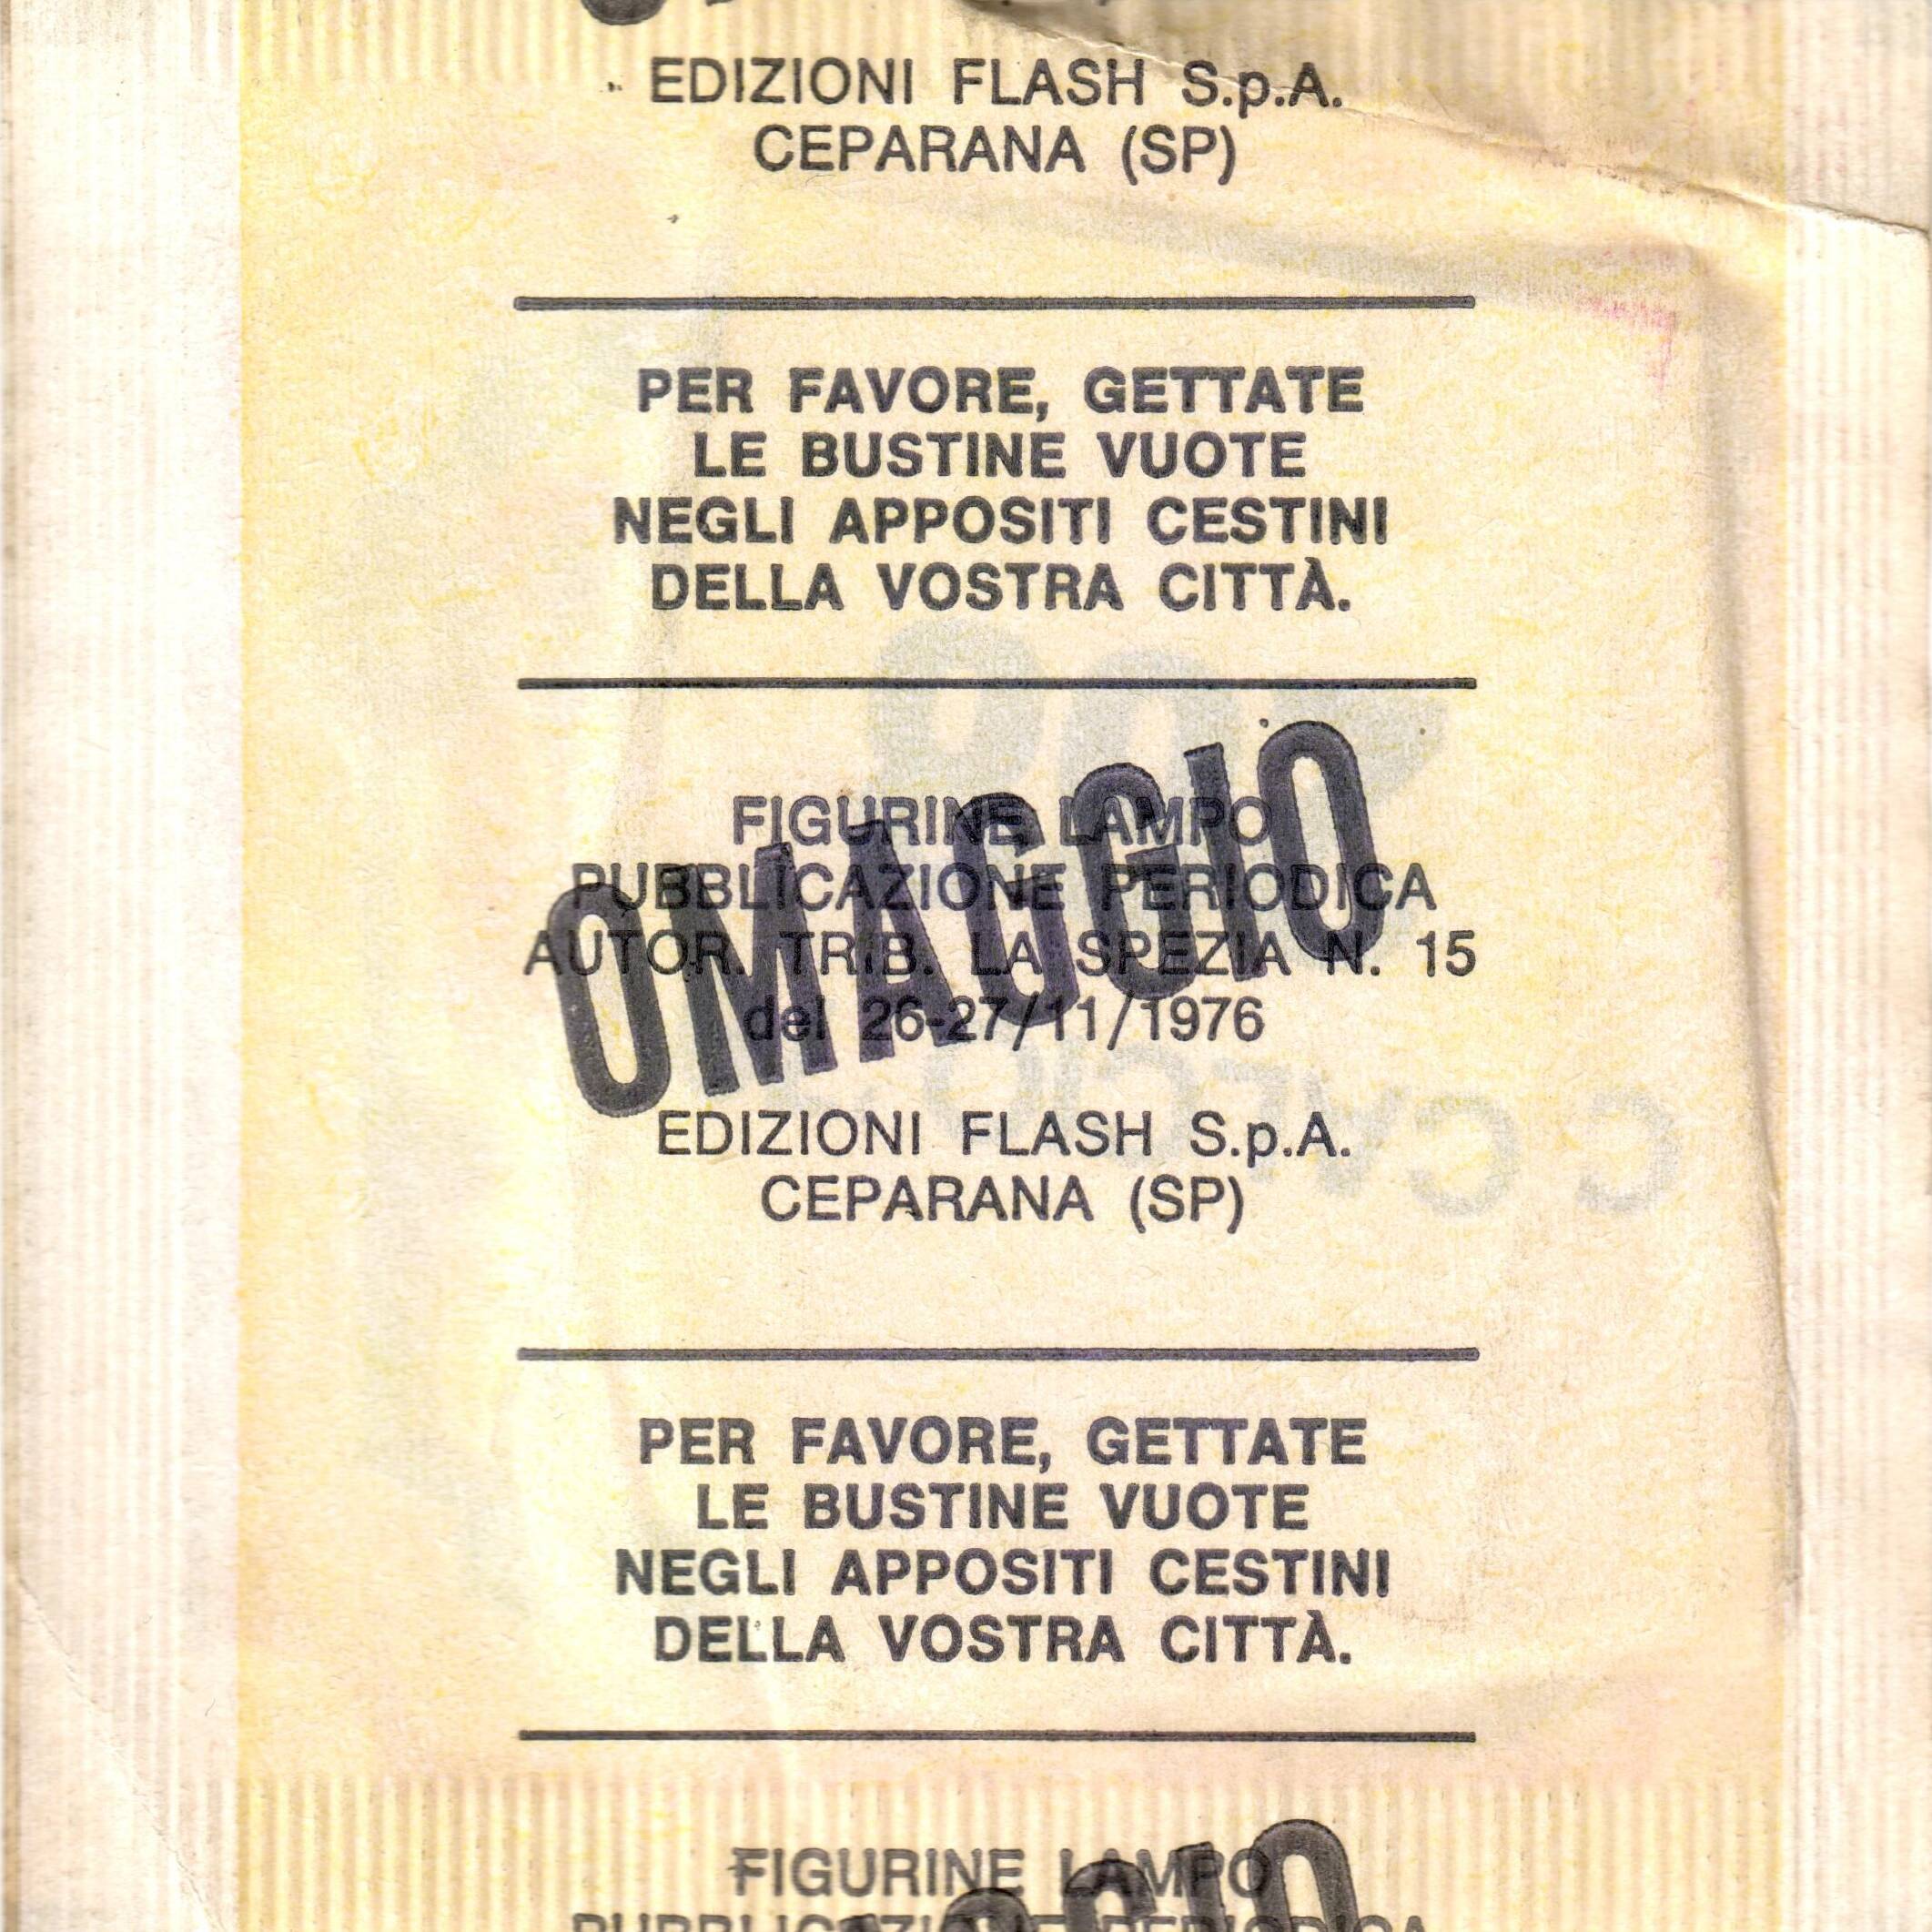 EDIZIONI FLASH S.p.A.
CEPARANA (SP)
PER FAVORE, GETTATE
LE BUSTINE VUOTE
NEGLI APPOSITI CESTINI
DELLA VOSTRA CITTÀ.
OMAGGIO
FIGURINE LAMPO
PUBBLICAZIONE PERIODICA
AUTOR. TRIB. LA SPEZIA N. 15
del 26-27/11/1976
EDIZIONI FLASH S.p.A.
CEPARANA (SP)
PER FAVORE, GETTATE
LE BUSTINE VUOTE
NEGLI APPOSITI CESTINI
DELLA VOSTRA CITTÀ.
FIGURINE LAMPO
PUBBLICAZIONE PERIODICA